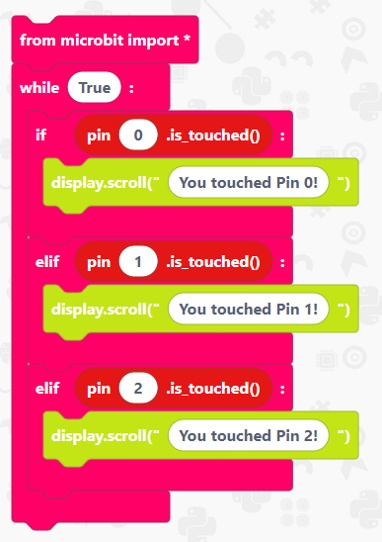 from microbit import *
while True :
if pin 0 .is_touched() :
display.scroll(" You touched Pin 0! ")
elif pin 1 .is_touched() :
display.scroll(" You touched Pin 1! ")
elif pin 2 .is_touched() :
display.scroll(" You touched Pin 2! ")